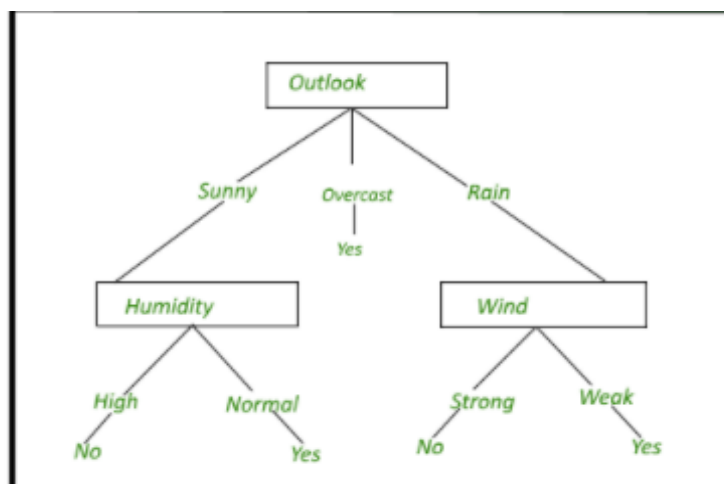 Outlook
Sunny Overcast Rain
Yes
Humidity Wind
High Normal Strong Weak
No Yes No Yes